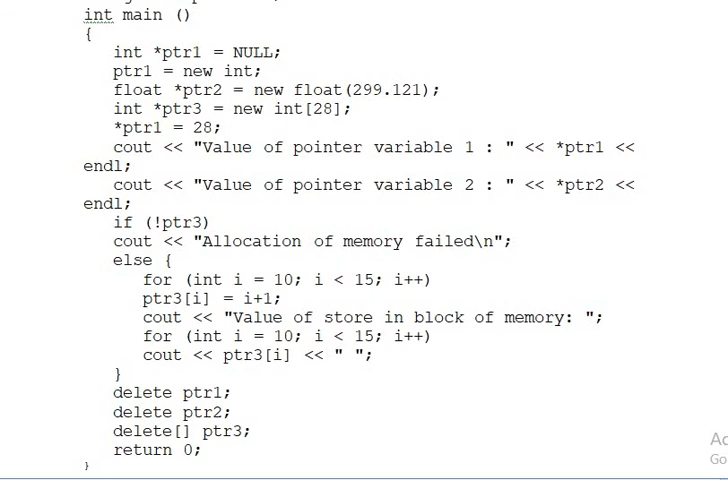 int main ()
{
int *ptr1 = NULL;
ptr1 = new int;
float *ptr2 = new float(299.121);
int *ptr3 = new int[28];
*ptr1 = 28;
cout << "Value of pointer variable 1 : " << *ptr1 <<
endl;
cout << "Value of pointer variable 2 : " << *ptr2 <<
endl;
if (!ptr3)
cout << "Allocation of memory failed\n";
else {
for (int i = 10; i < 15; i++)
ptr3[i] = i+1;
cout << "Value of store in block of memory: ";
for (int i = 10; i < 15; i++)
cout << ptr3[i] << " ";
}
delete ptr1;
delete ptr2;
delete[] ptr3;
return 0;
}
Ac
Go